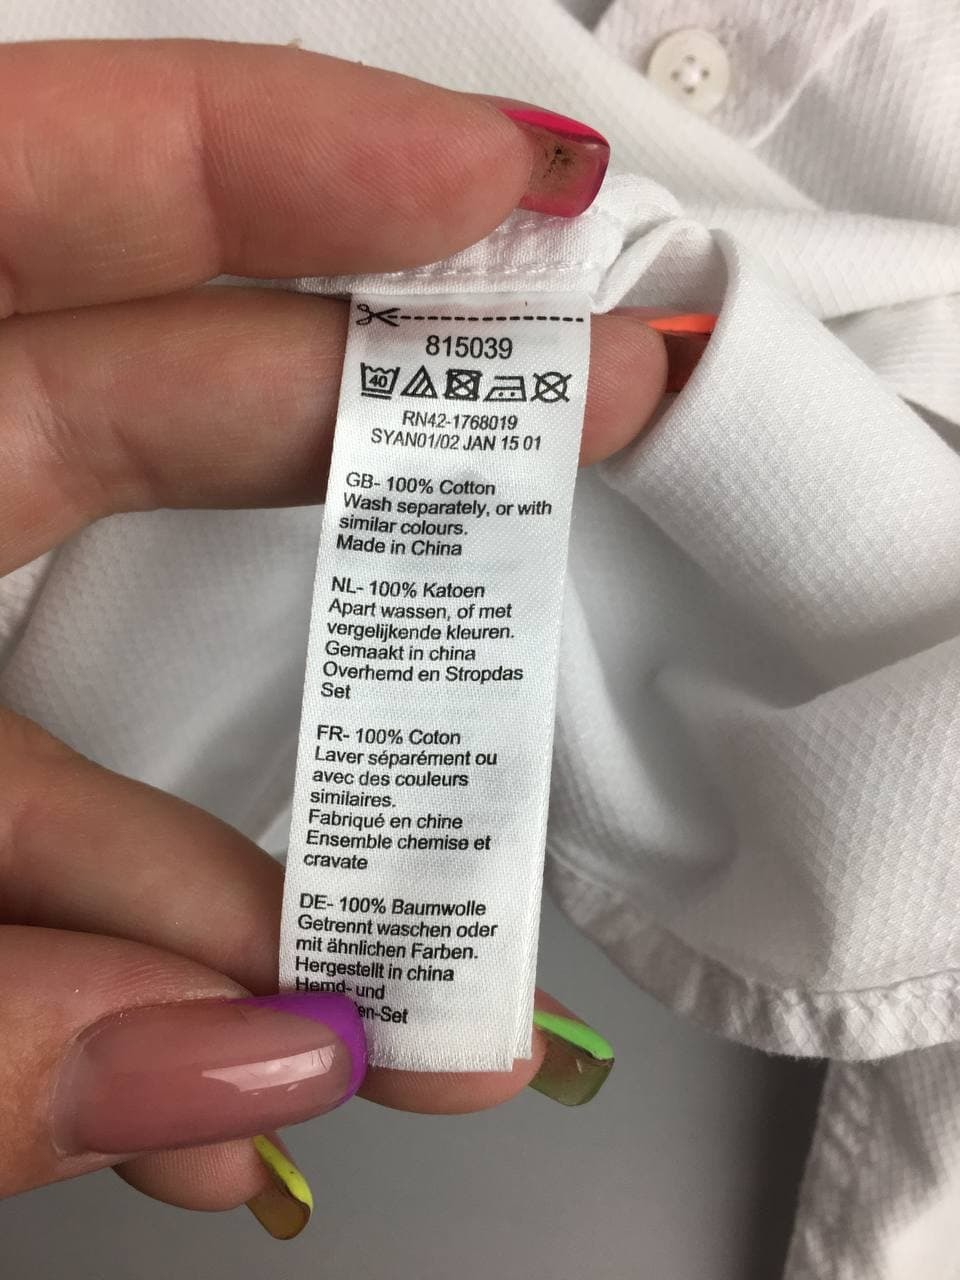 815039
40
RN42-1768019
SYAN01/02 JAN 15 01
GB- 100% Cotton
Wash separately, or with
similar colours.
Made in China
NL- 100% Katoen
Apart wassen, of met
vergelijkende kleuren.
Gemaakt in china
Overhemd en Stropdas
Set
FR- 100% Coton
Laver séparément ou
avec des couleurs
similaires.
Fabriqué en chine
Ensemble chemise et
cravate
DE- 100% Baumwolle
Getrennt waschen oder
mit ähnlichen Farben.
Hergestellt in china
Hemd- und